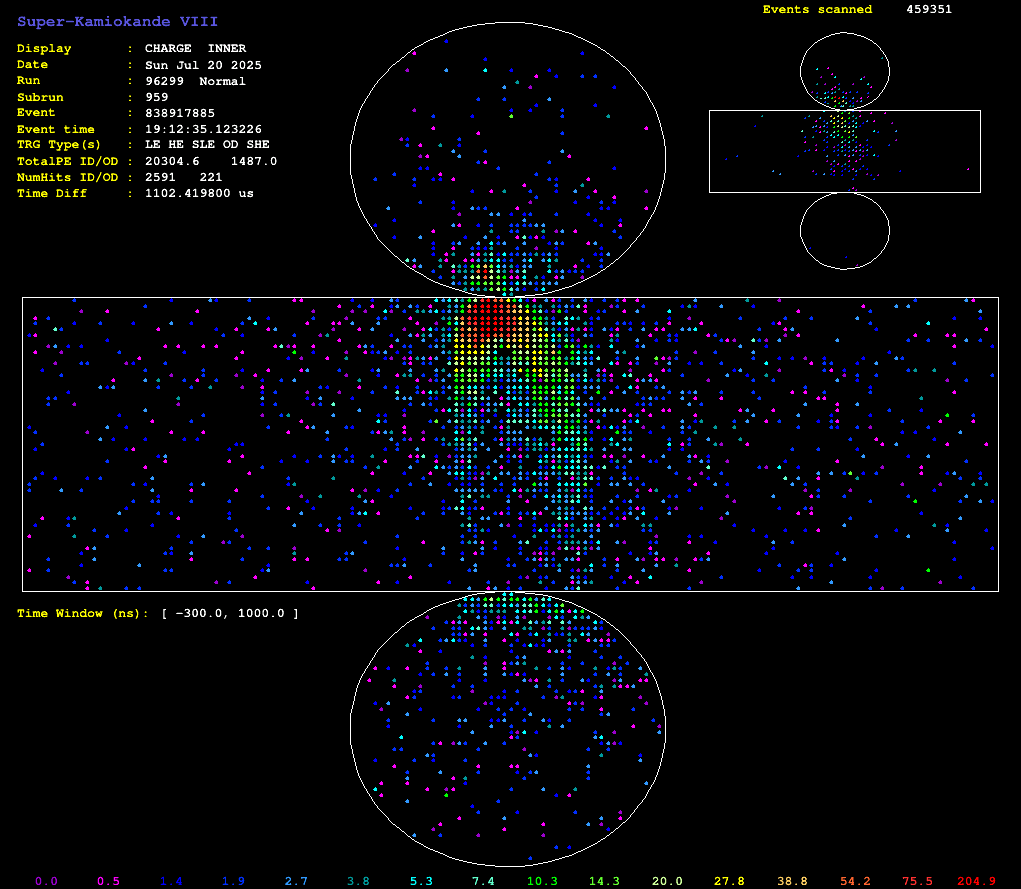 Super-Kamiokande VIII
Display : CHARGE INNER
Date : Sun Jul 20 2025
Run : 96299 Normal
Subrun : 959
Event : 838917885
Event time : 19:12:35.123226
TRG Type(s) : LE HE SLE OD SHE
TotalPE ID/OD : 20304.6 1487.0
NumHits ID/OD : 2591 221
Time Diff : 1102.419800 us
Events scanned 459351
Time Window (ns): [ -300.0, 1000.0 ]
0.0 0.5 1.4 1.9 2.7 3.8 5.3 7.4 10.3 14.3 20.0 27.8 38.8 54.2 75.5 204.9